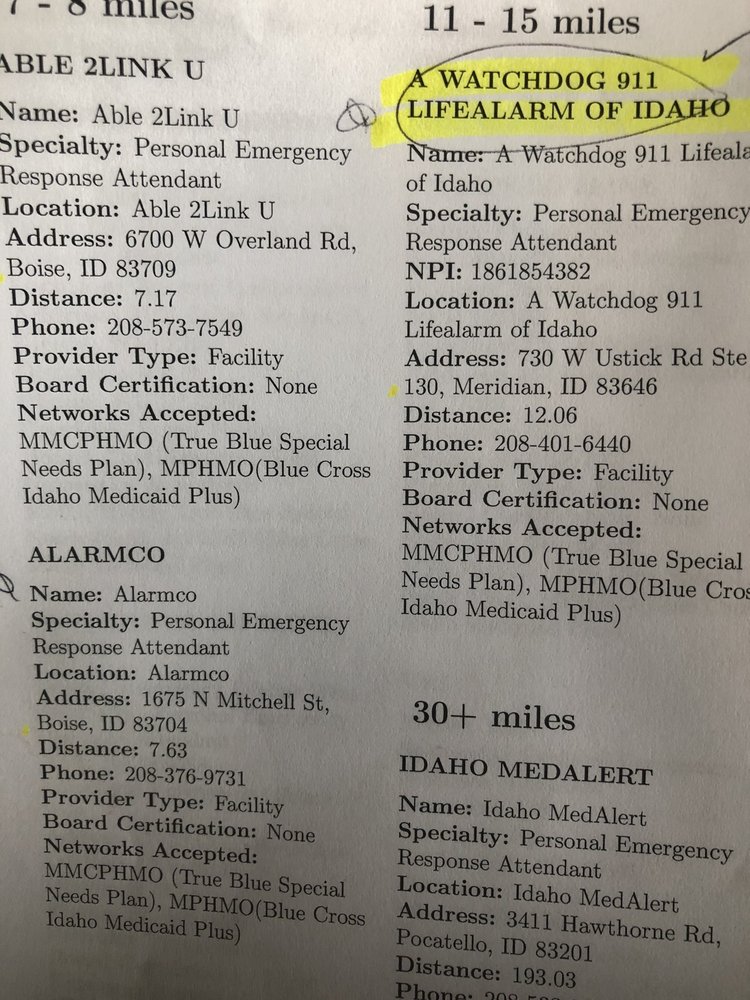 7 - 8 miles
ABLE 2LINK U
Name: Able 2Link U
Specialty: Personal Emergency
Response Attendant
Location: Able 2Link U
Address: 6700 W Overland Rd,
Boise, ID 83709
Distance: 7.17
Phone: 208-573-7549
Provider Type: Facility
Board Certification: None
Networks Accepted:
MMCPHMO (True Blue Special
Needs Plan), MPHMO(Blue Cross
Idaho Medicaid Plus)
ALARMCO
Name: Alarmco
Specialty: Personal Emergency
Response Attendant
Location: Alarmco
Address: 1675 N Mitchell St,
Boise, ID 83704
Distance: 7.63
Phone: 208-376-9731
Provider Type: Facility
Board Certification: None
Networks Accepted:
MMCPHMO (True Blue Special
Needs Plan), MPHMO(Blue Cross
Idaho Medicaid Plus)
11 - 15 miles
A WATCHDOG 911
LIFEALARM OF IDAHO
Name: A Watchdog 911
of Idaho
Specialty: Personal Emergency
Response Attendant
NPI: 1861854382
Location: A Watchdog 911
Lifealarm of Idaho
Address: 730 W Ustick Rd Ste
130, Meridian, ID 83646
Distance: 12.06
Phone: 208-401-6440
Provider Type: Facility
Board Certification: None
Networks Accepted:
MMCPHMO (True Blue Special
Needs Plan), MPHMO(Blue
Idaho Medicaid Plus)
30+ miles
IDAHO MEDALERT
Name: Idaho MedAlert
Specialty: Personal Emergency
Response Attendant
Location: Idaho MedAlert
Address: 3411 Hawthorne Rd,
Pocatello, ID 83201
Distance: 193.03
Phone: